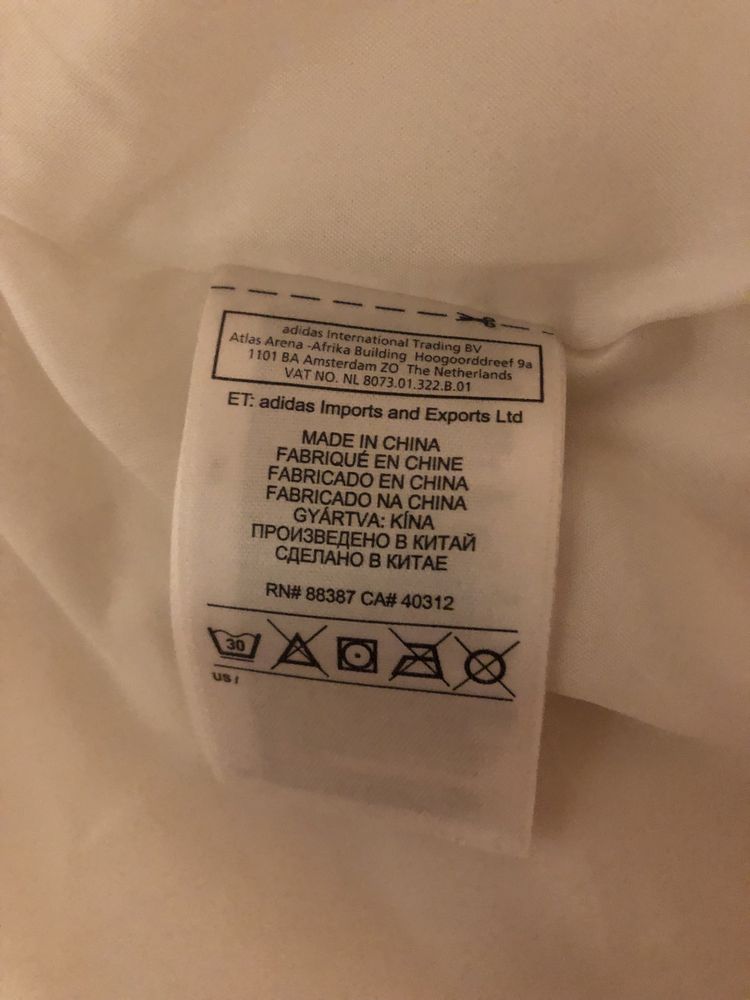 adidas International Trading BV
Atlas Arena -Afrika Building Hoogoorddreef 9a
1101 BA Amsterdam ZO The Netherlands
VAT NO. NL 8073.01.322.B.01
ET: adidas Imports and Exports Ltd
MADE IN CHINA
FABRIQUÉ EN CHINE
FABRICADO EN CHINA
FABRICADO NA CHINA
GYÁRTVA: KÍNA
ПРОИЗВЕДЕНО В КИТАЙ
СДЕЛАНО В КИТАЕ
RN# 88387 CA# 40312
30
US /